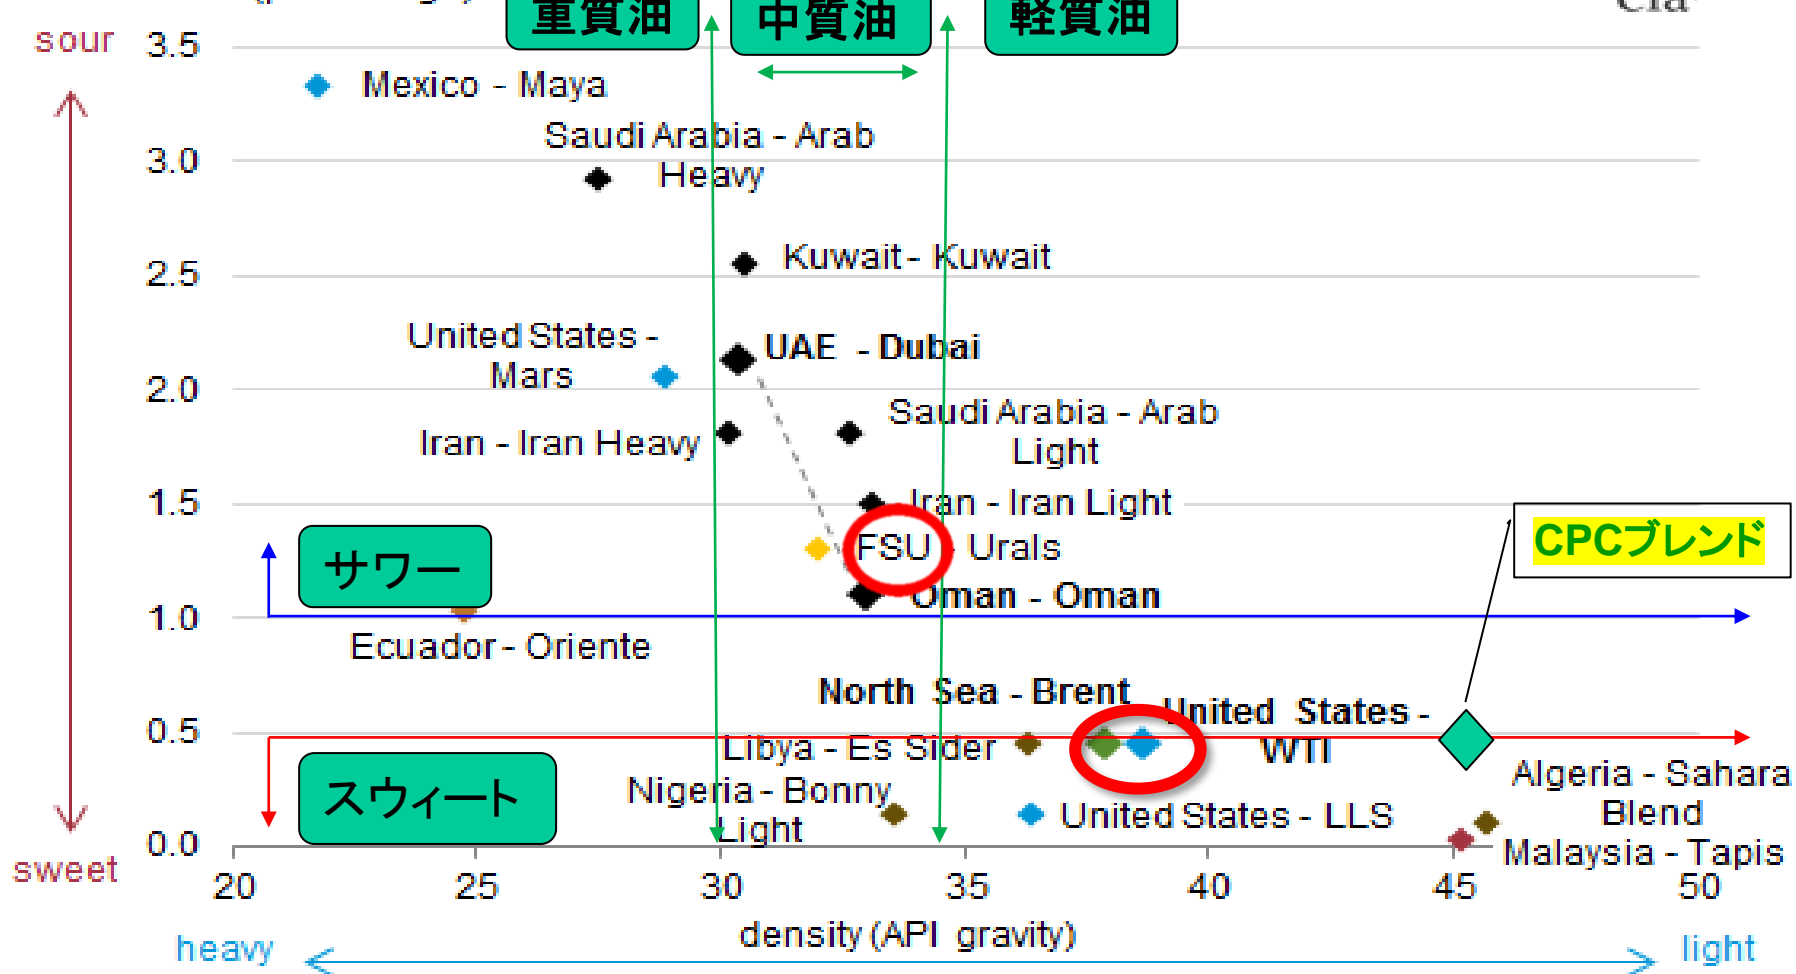 重質油
中質油
軽質油
sour
3.5
Mexico - Maya
Saudi Arabia - Arab
Heavy
3.0
Kuwait - Kuwait
2.5
United States -
Mars
UAE - Dubai
2.0
Saudi Arabia - Arab
Light
Iran - Iran Heavy
1.5
Iran - Iran Light
CPCブレンド
FSU - Urals
サワー
Oman - Oman
1.0
Ecuador - Oriente
North Sea - Brent
United States -
WTI
0.5
Libya - Es Sider
スウィート
Nigeria - Bonny
Light
United States - LLS
Algeria - Sahara
Blend
Malaysia - Tapis
0.0
sweet
20
25
30
35
40
45
50
density (API gravity)
heavy
light